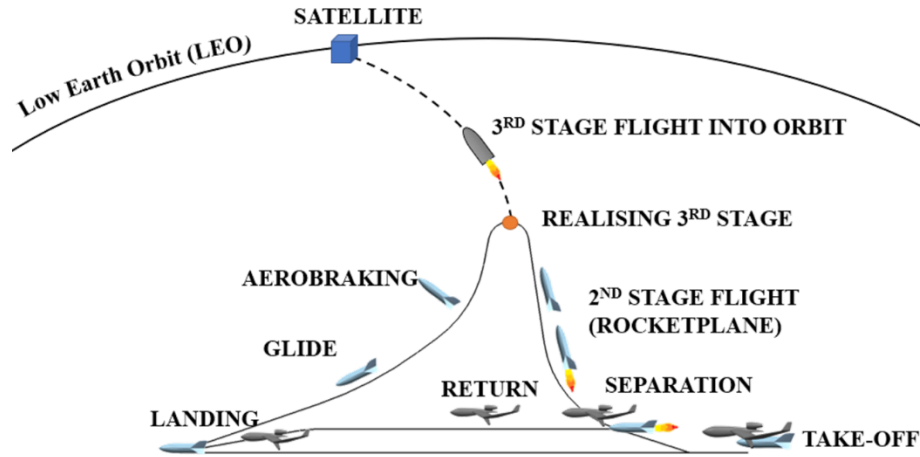 SATELLITE
Low Earth Orbit (LEO)
3RD STAGE FLIGHT INTO ORBIT
REALISING 3RD STAGE
AEROBRAKING
2ND STAGE FLIGHT
(ROCKETPLANE)
GLIDE
RETURN
SEPARATION
LANDING
TAKE-OFF